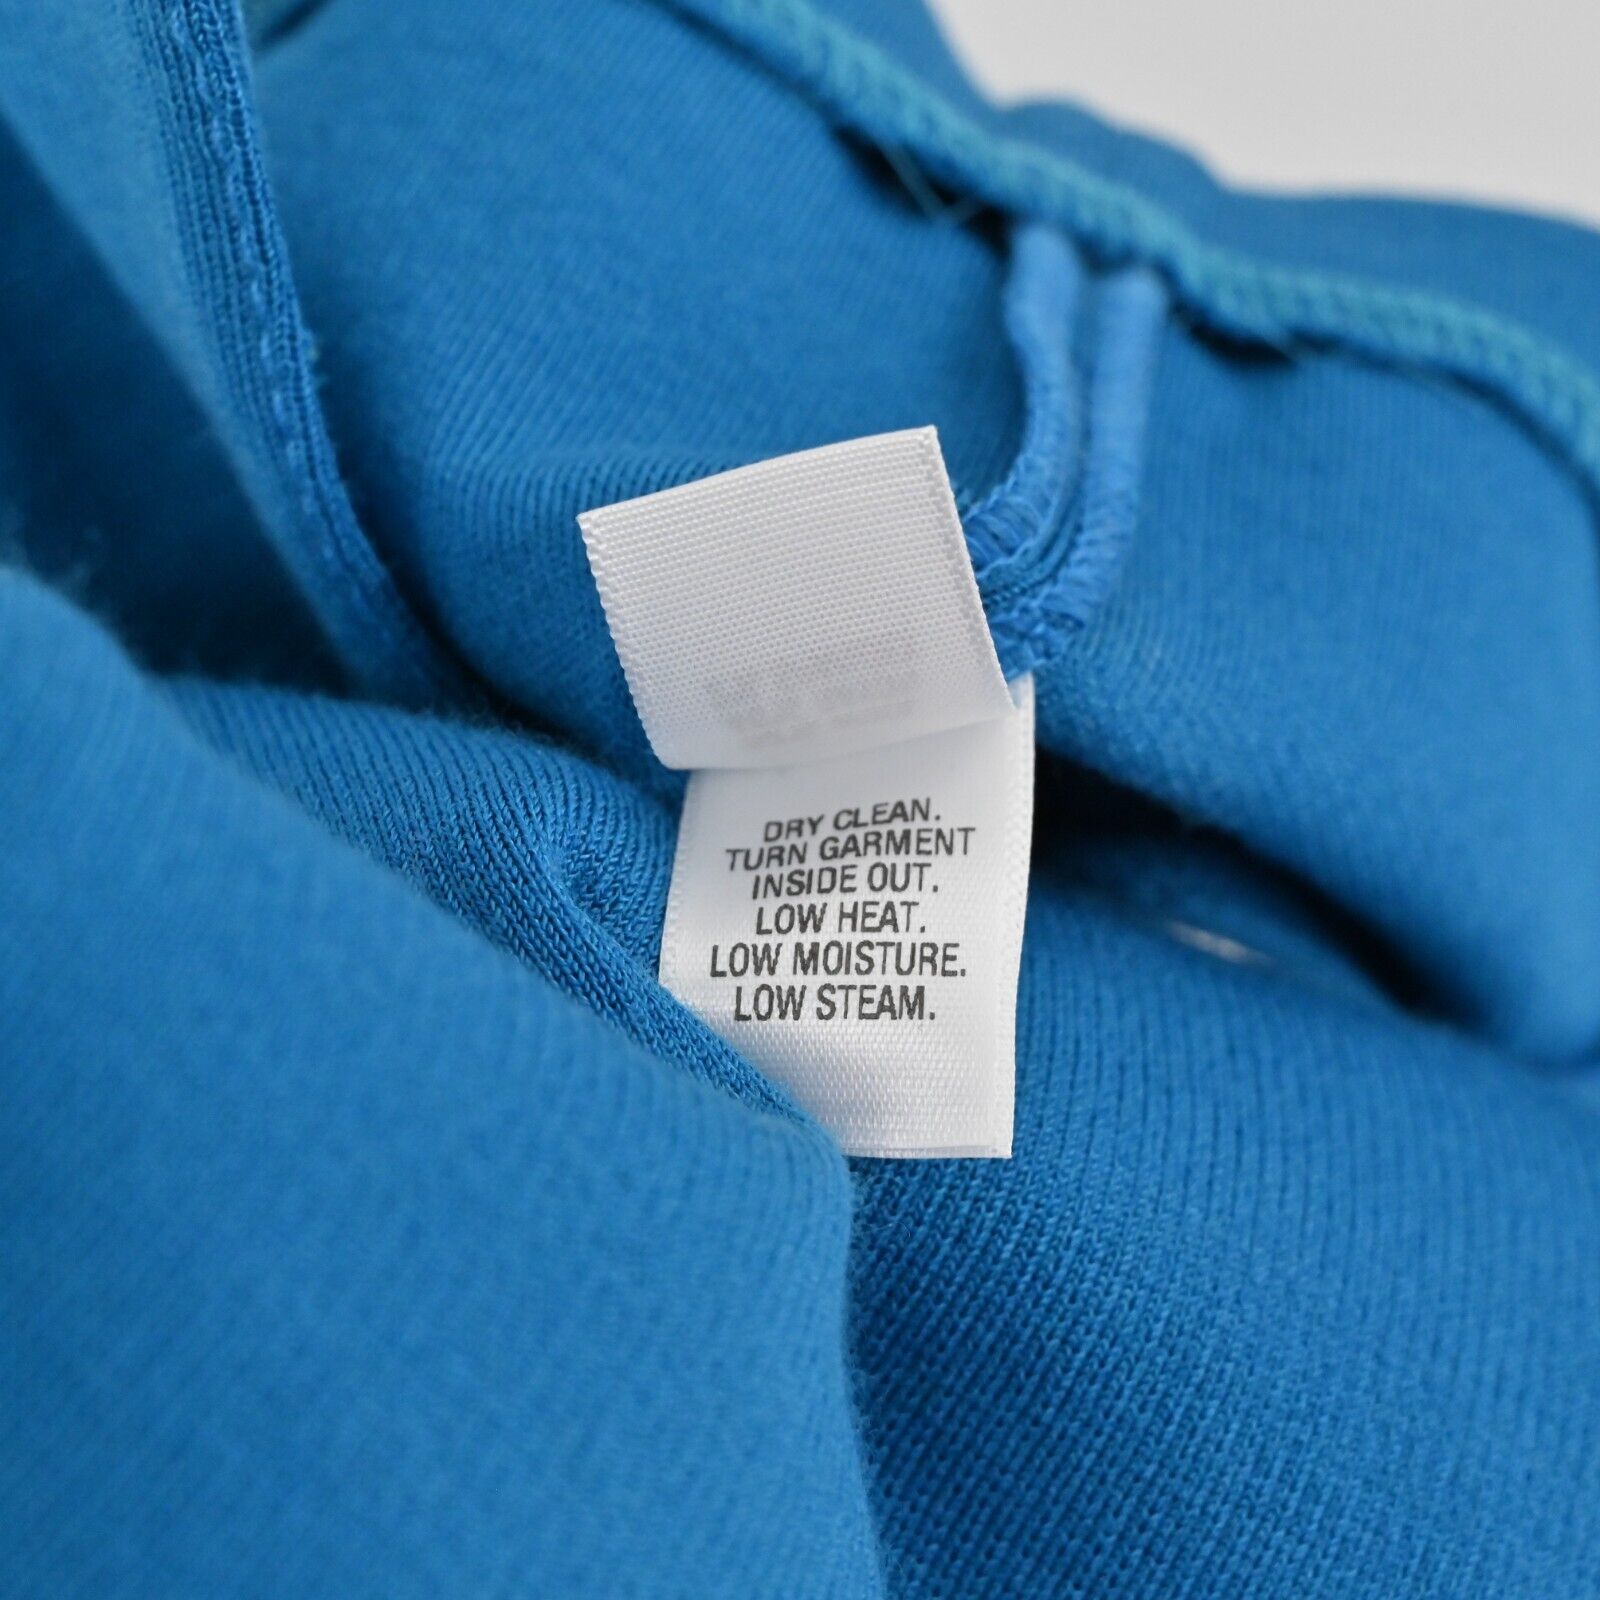 DRY CLEAN.
TURN GARMENT
INSIDE OUT.
LOW HEAT.
LOW MOISTURE.
LOW STEAM.